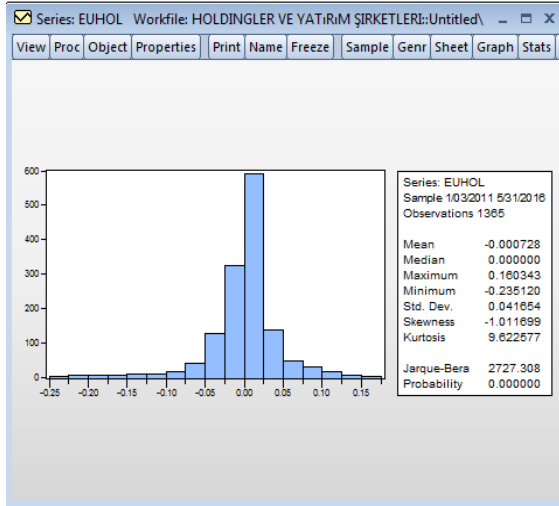 Series: EUHOL Workfile: HOLDINGLER VE YATıRıM ŞIRKETLERI::Untitled\
View Proc Object Properties Print Name Freeze Sample Genr Sheet Graph Stats
600
500
400
300
200
100
0
-0.25 -0.20 -0.15 -0.10 -0.05 0.00 0.05 0.10 0.15
Series: EUHOL
Sample 1/03/2011 5/31/2016
Observations 1365
Mean -0.000728
Median 0.000000
Maximum 0.160343
Minimum -0.235120
Std. Dev. 0.041654
Skewness -1.011699
Kurtosis 9.622577
Jarque-Bera 2727.308
Probability 0.000000